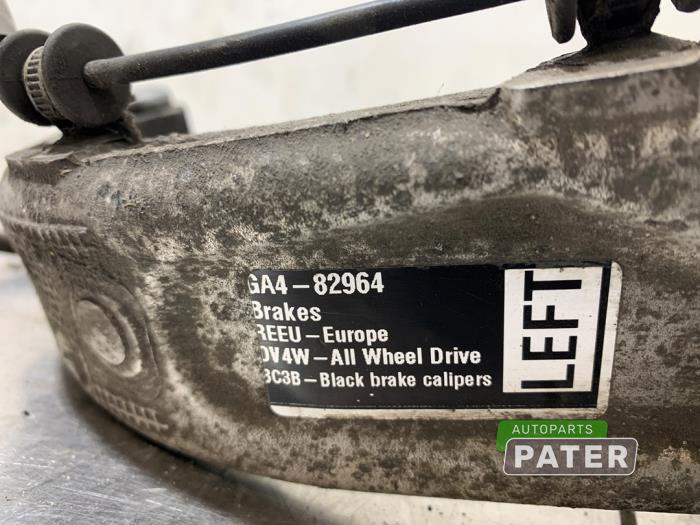 GA4-82964
Brakes
REEU-Europe
DV4W-All Wheel Drive
BC3B-Black brake calipers
LEFT
AUTOPARTS
PATER